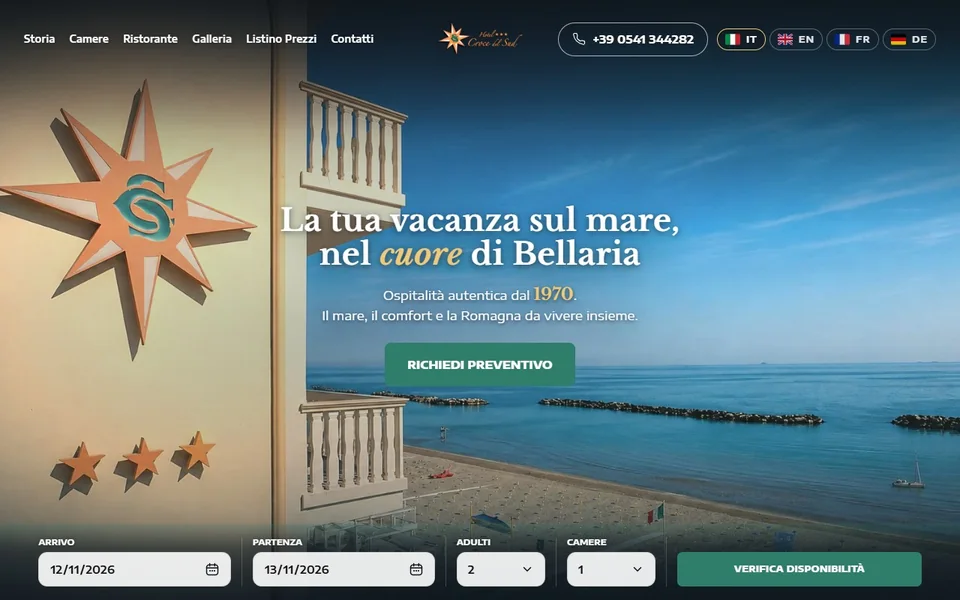 Storia Camere Ristorante Galleria Listino Prezzi Contatti
Hotel
Croce del Sud
+39 0541 344282
IT EN FR DE
CS
La tua vacanza sul mare,
nel cuore di Bellaria
Ospitalità autentica dal 1970.
Il mare, il comfort e la Romagna da vivere insieme.
RICHIEDI PREVENTIVO
ARRIVO PARTENZA ADULTI CAMERE
12/11/2026 13/11/2026 2 1 VERIFICA DISPONIBILITÀ